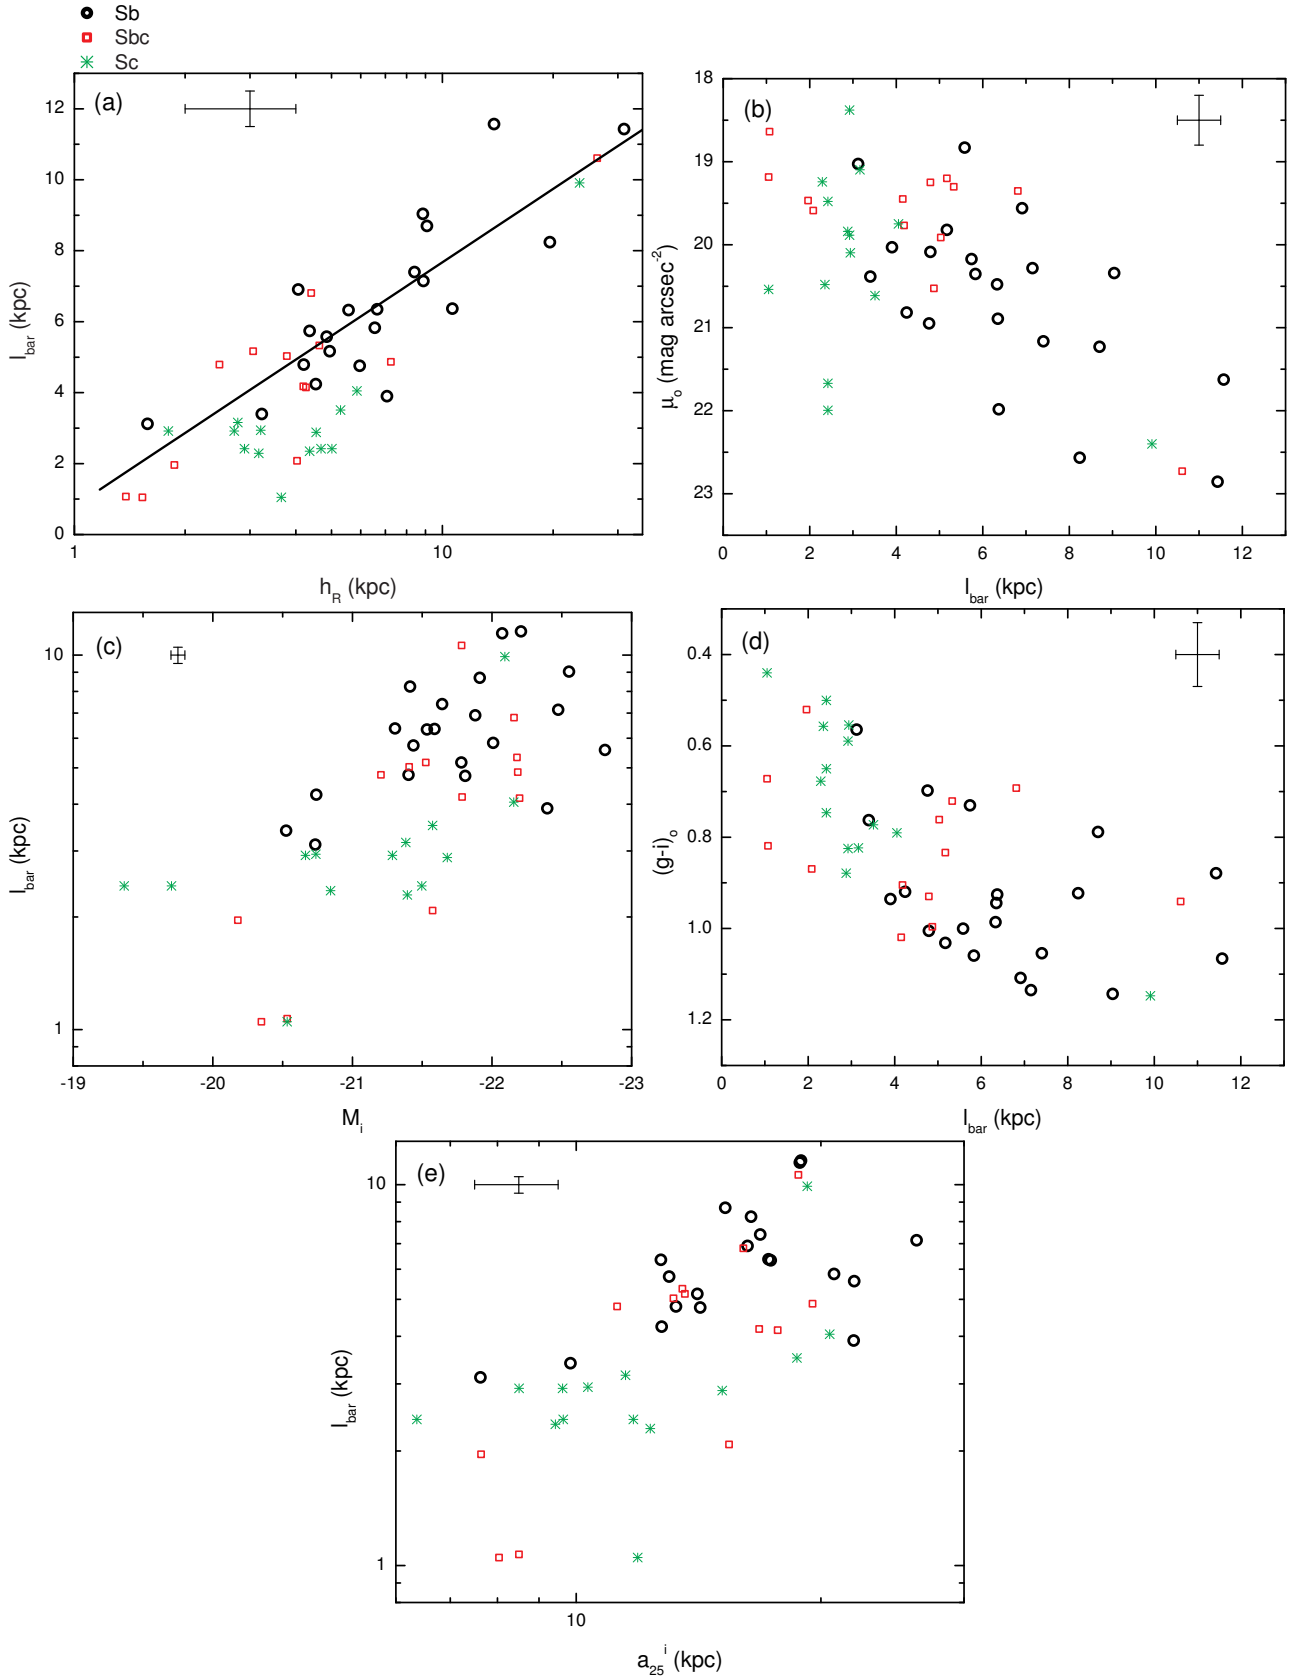 Sb
Sbc
Sc
(a)
12
10
8
6
4
2
0
1 10
l_bar (kpc)
h_R (kpc)
(b)
18
19
20
21
22
23
0 2 4 6 8 10 12
μ_o (mag arcsec^-2)
l_bar (kpc)
(c)
10
1
-19 -20 -21 -22 -23
l_bar (kpc)
M_i
(d)
0.4
0.6
0.8
1.0
1.2
0 2 4 6 8 10 12
(g-i)_o
l_bar (kpc)
(e)
10
1
10
l_bar (kpc)
a_25^i (kpc)